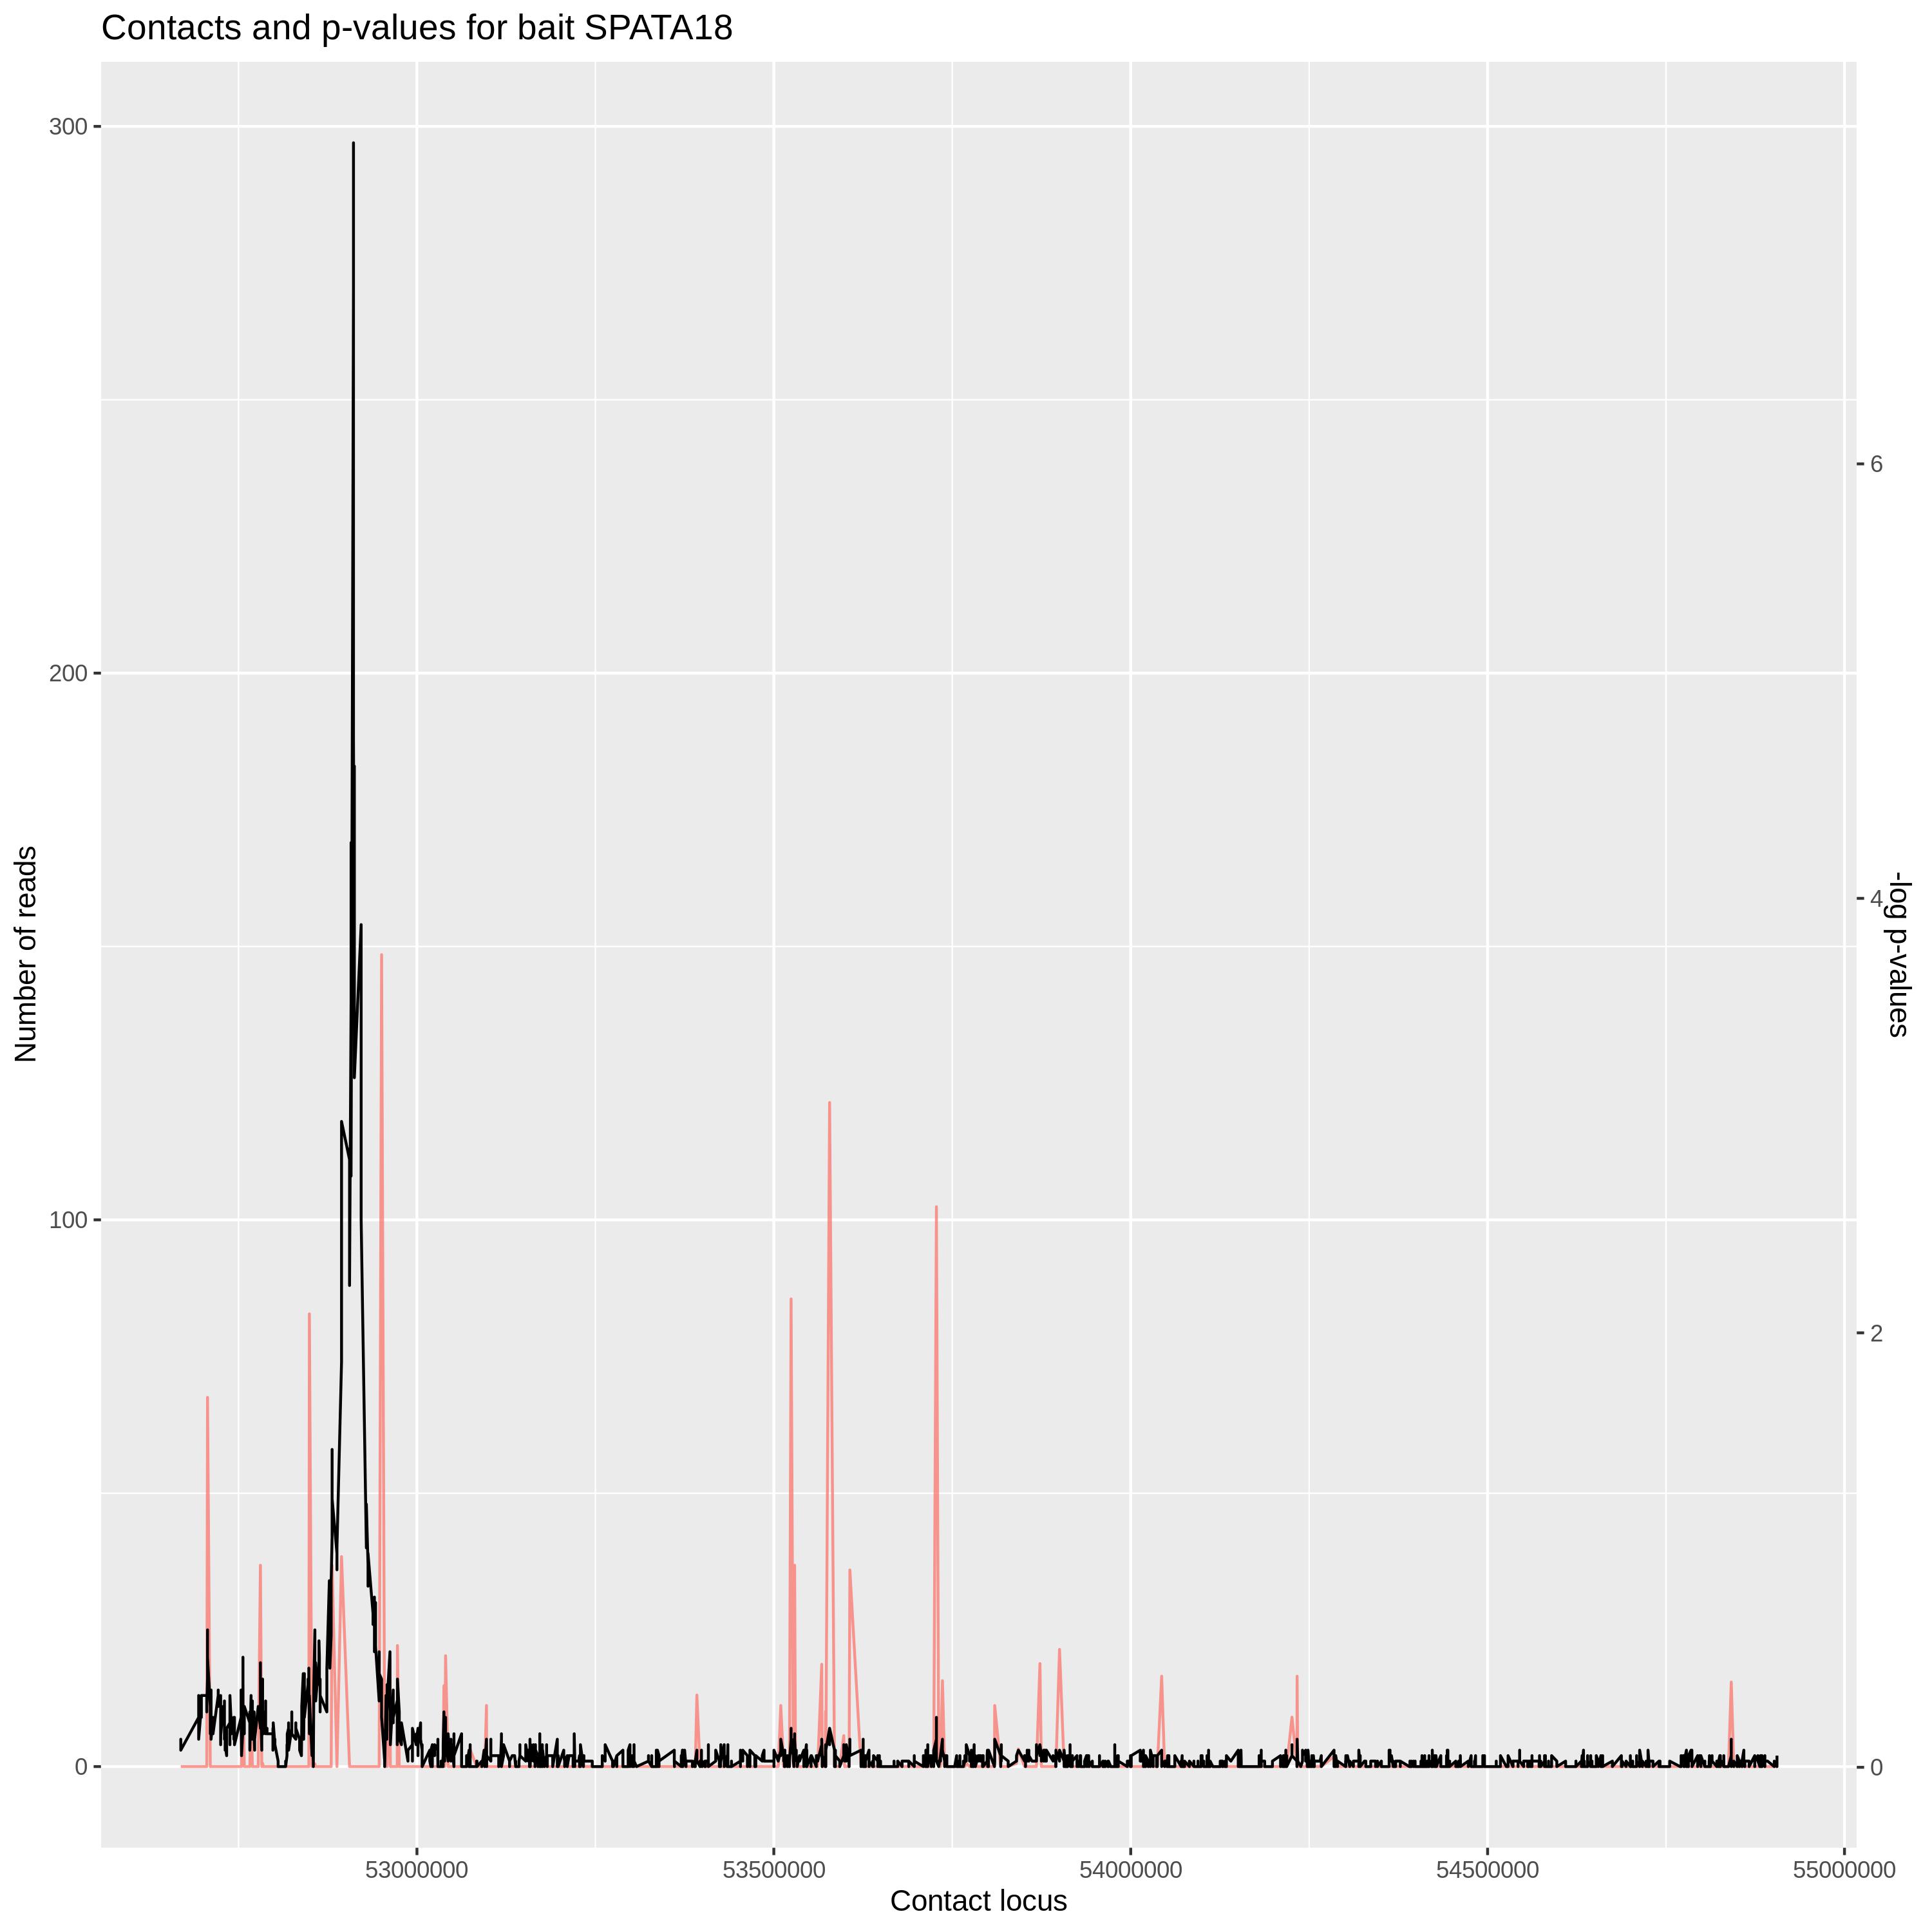 Contacts and p-values for bait SPATA18
300
200
100
0
Number of reads
6
4
2
0
-log p-values
53000000 53500000 54000000 54500000 55000000
Contact locus